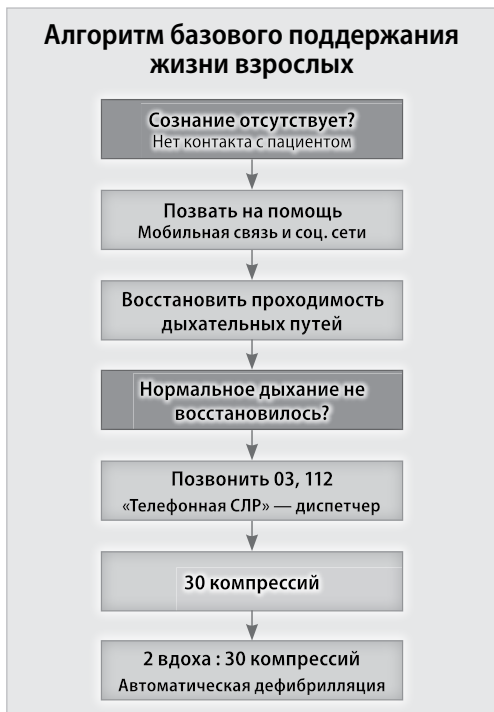 Алгоритм базового поддержания
жизни взрослых
Сознание отсутствует?
Нет контакта с пациентом
Позвать на помощь
Мобильная связь и соц. сети
Восстановить проходимость
дыхательных путей
Нормальное дыхание не
восстановилось?
Позвонить 03, 112
«Телефонная СЛР» — диспетчер
30 компрессий
2 вдоха : 30 компрессий
Автоматическая дефибрилляция